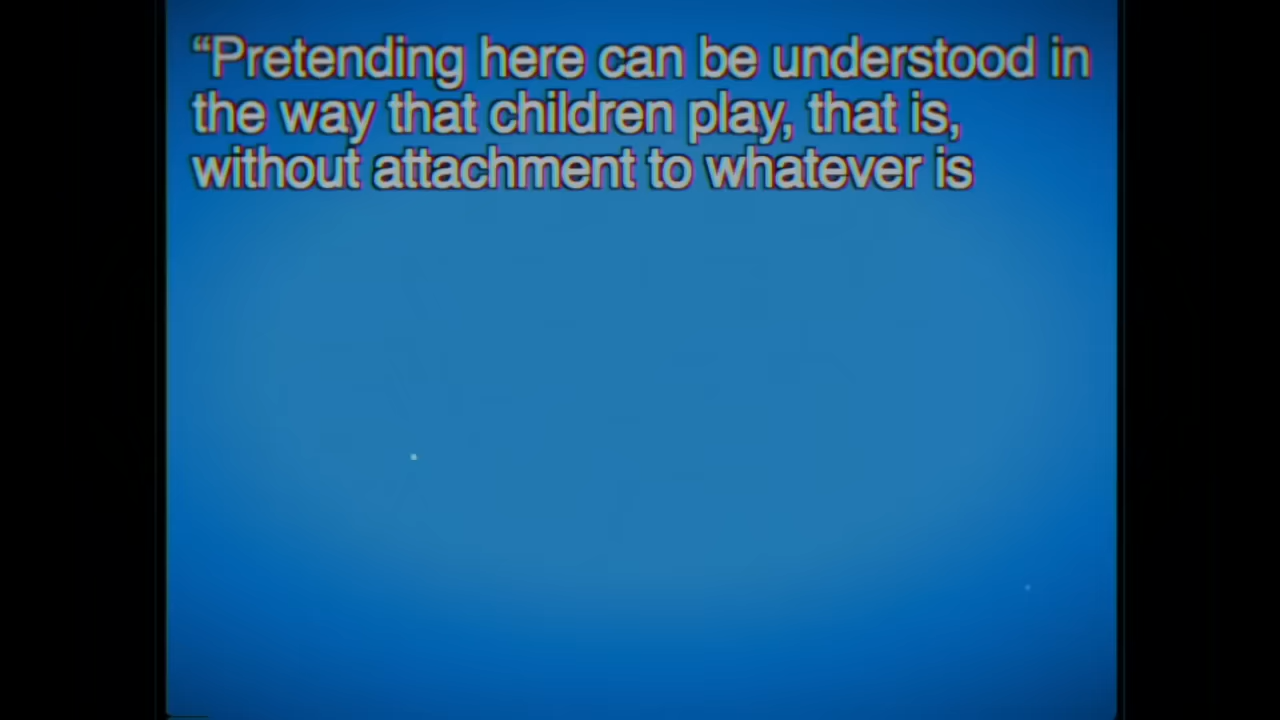 “Pretending here can be understood in
the way that children play, that is,
without attachment to whatever is